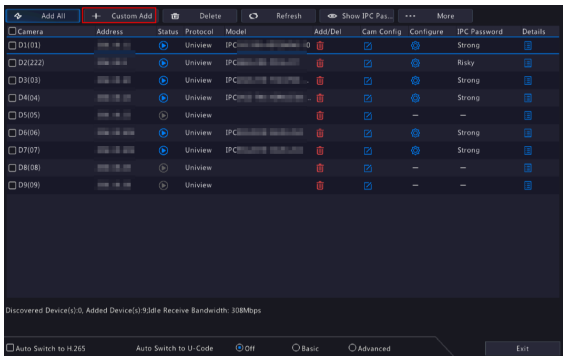 Add All Custom Add Delete Refresh Show IPC Pas... More
Camera Address Status Protocol Model Add/Del Cam Config Configure IPC Password Details
D1(01) Uniview IPC 0 Strong
D2(222) Uniview IPC Risky
D3(03) Uniview IPC Strong
D4(04) Uniview IPC ... Strong
D5(05) Uniview — —
D6(06) Uniview IPC Strong
D7(07) Uniview IPC Strong
D8(08) Uniview — —
D9(09) Uniview — —
Discovered Device(s):0, Added Device(s):9;Idle Receive Bandwidth: 308Mbps
Auto Switch to H.265 Auto Switch to U-Code Off Basic Advanced Exit